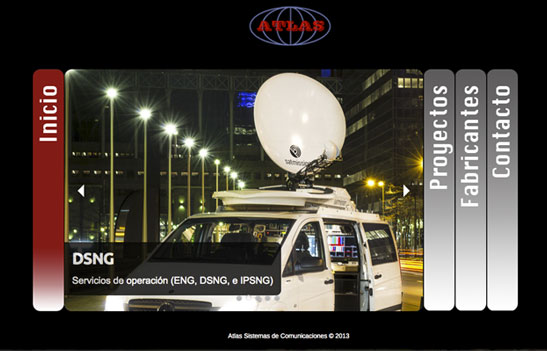 ATLAS
Inicio
DSNG
Servicios de operación (ENG, DSNG, e IPSNG)
Proyectos
Fabricantes
Contacto
Atlas Sistemas de Comunicaciones © 2013